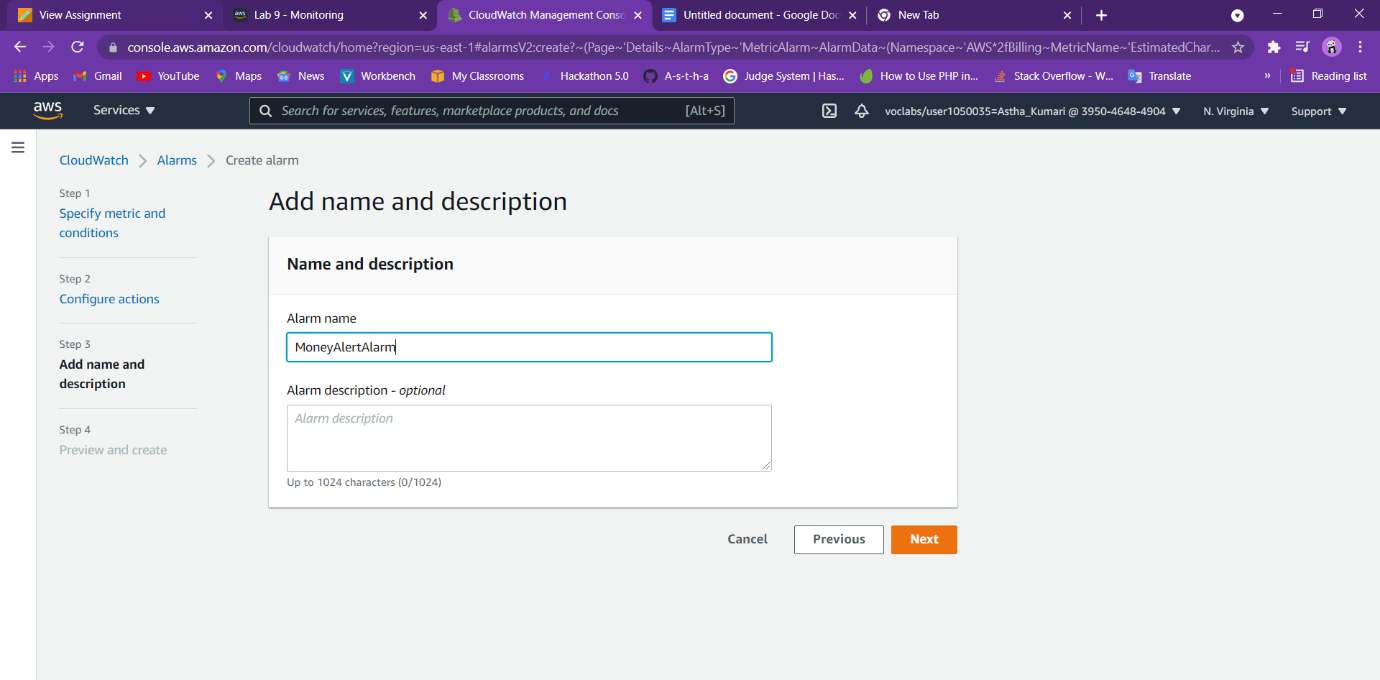 View Assignment
Lab 9 - Monitoring
CloudWatch Management Conso
Untitled document - Google Doc
New Tab
console.aws.amazon.com/cloudwatch/home?region=us-east-1#alarmsV2:create?~(Page~'Details~AlarmType~'MetricAlarm~AlarmData~(Namespace~'AWS*2fBilling~MetricName~'EstimatedChar...
Apps
Gmail
YouTube
Maps
News
Workbench
My Classrooms
Hackathon 5.0
A-s-t-h-a
Judge System | Has...
How to Use PHP in...
Stack Overflow - W...
Translate
»
Reading list
aws
Services
Search for services, features, marketplace products, and docs
[Alt+S]
voclabs/user1050035=Astha_Kumari @ 3950-4648-4904
N. Virginia
Support
CloudWatch
Alarms
Create alarm
Step 1
Specify metric and
conditions
Step 2
Configure actions
Step 3
Add name and
description
Step 4
Preview and create
Add name and description
Name and description
Alarm name
MoneyAlertAlarm
Alarm description - optional
Alarm description
Up to 1024 characters (0/1024)
Cancel
Previous
Next